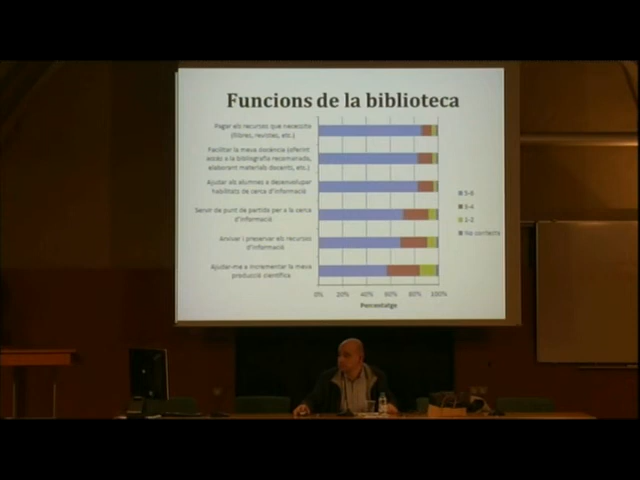 Funcions de la biblioteca
Pagar els recursos que necessito
(llibres, revistes, etc.)
Facilitar la meva docència (oferint
accés a la bibliografia recomanada,
elaborant materials docents, etc.)
Ajudar els alumnes a desenvolupar
habilitats de cerca d'informació
Servir de punt de partida per a la cerca
d'informació
Arxivar i preservar els recursos
d'informació
Ajudar-me a incrementar la meva
producció científica
5-6
3-4
1-2
No contesta
0% 20% 40% 60% 80% 100%
Percentatge